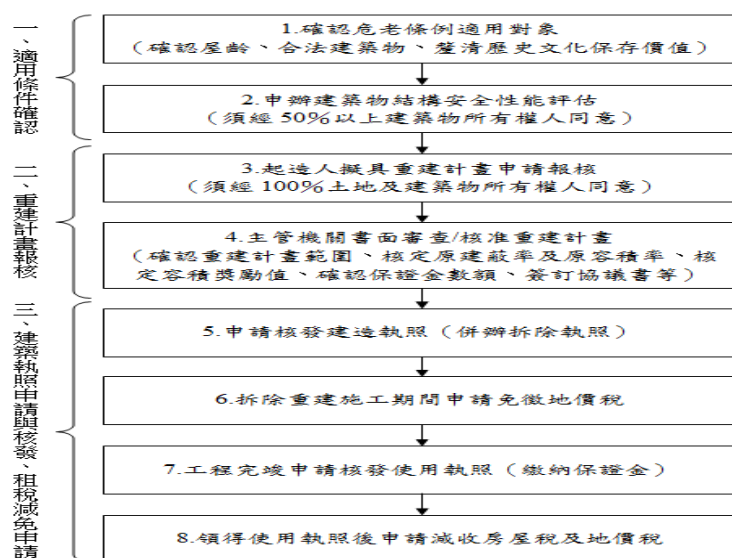 一、適用條件確認
1.確認危老條例適用對象
(確認屋齡、合法建築物、釐清歷史文化保存價值)
2.申辦建築物結構安全性能評估
(須經50%以上建築物所有權人同意)
二、重建計畫報核
3.起造人擬具重建計畫申請報核
(須經100%土地及建築物所有權人同意)
4.主管機關書面審查/核准重建計畫
(確認重建計畫範圍、核定原建蔽率及原容積率、核
定容積獎勵值、確認保證金數額、簽訂協議書等)
三、建築執照申請與核發、租稅減免申請
5.申請核發建造執照(併辦拆除執照)
6.拆除重建施工期間申請免徵地價稅
7.工程完竣申請核發使用執照(繳納保證金)
8.領得使用執照後申請減收房屋稅及地價稅